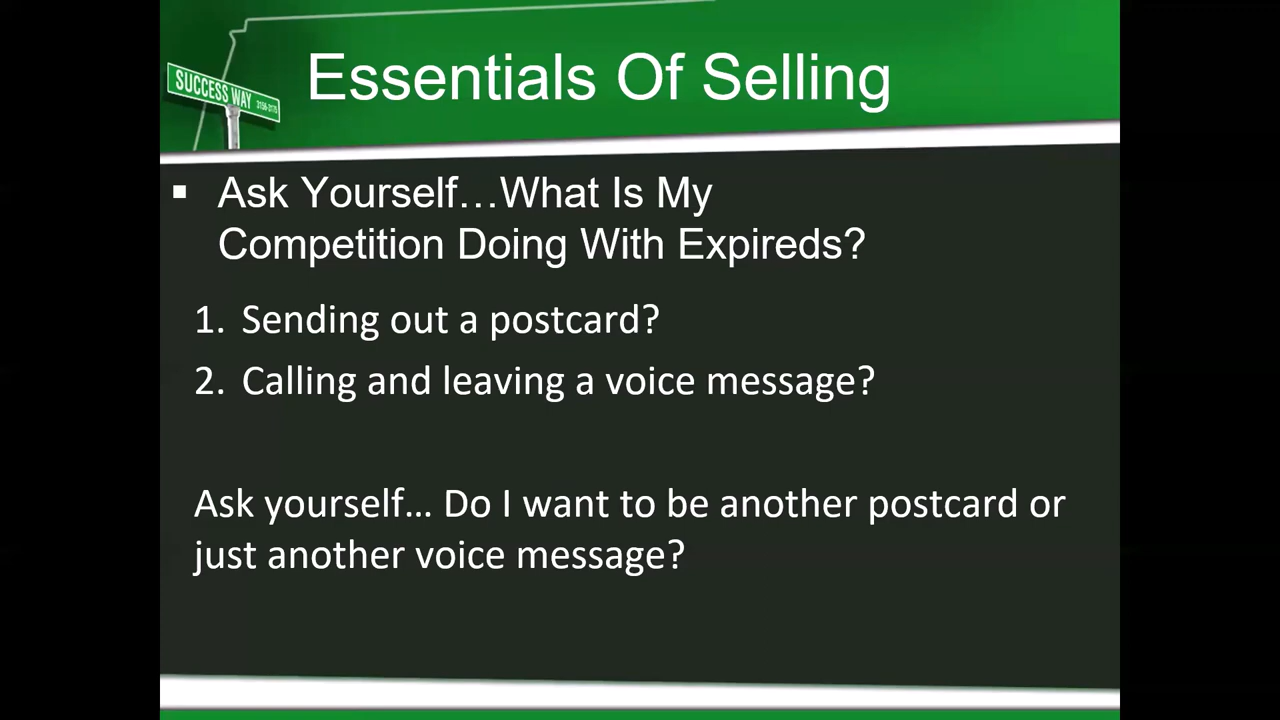 Essentials Of Selling
SUCCESS WAY
▪ Ask Yourself…What Is My
Competition Doing With Expireds?
1. Sending out a postcard?
2. Calling and leaving a voice message?
Ask yourself… Do I want to be another postcard or
just another voice message?